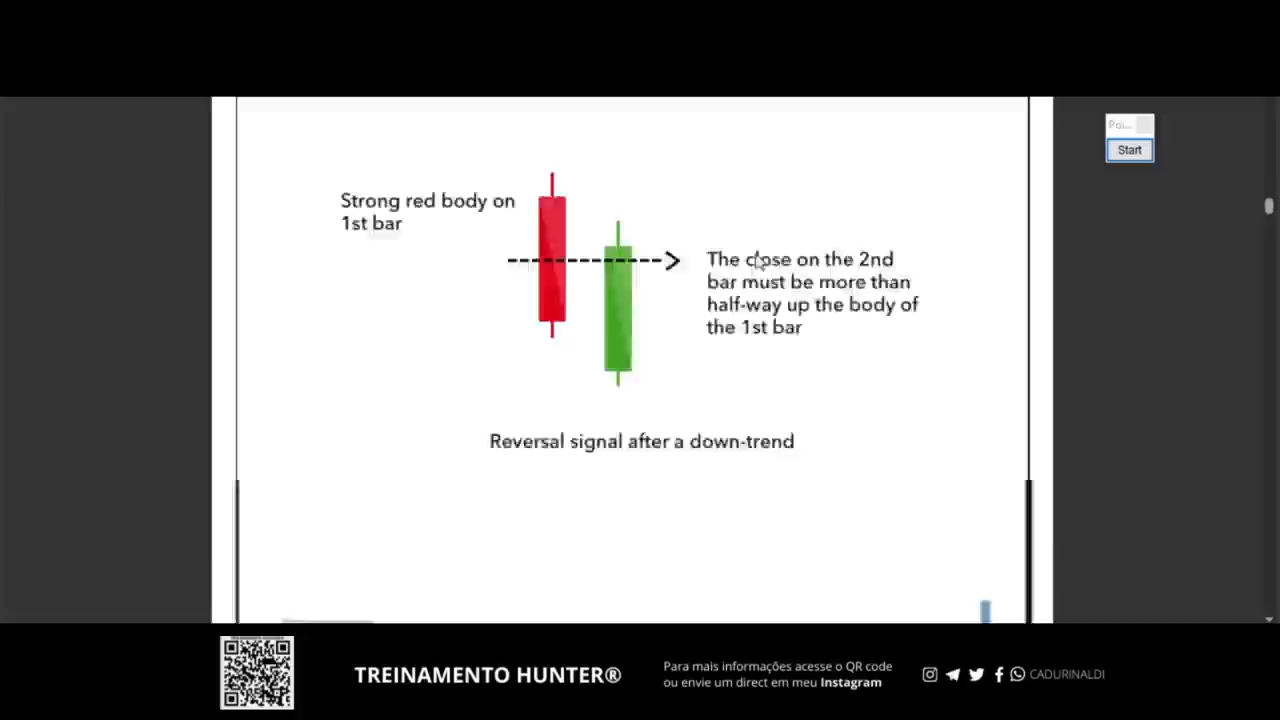 Poi...
Start
Strong red body on
1st bar
The close on the 2nd
bar must be more than
half-way up the body of
the 1st bar
Reversal signal after a down-trend
TREINAMENTO HUNTER®
Para mais informações acesse o QR code
ou envie um direct em meu Instagram
CADURINALDI